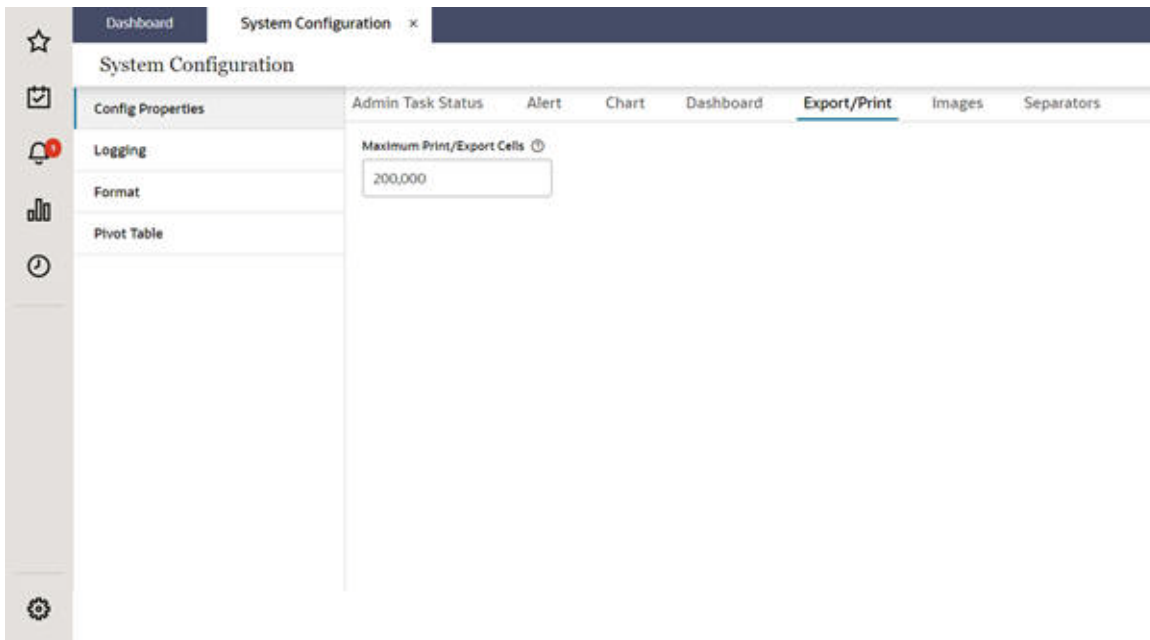 Dashboard
System Configuration ×
System Configuration
Config Properties
Logging
Format
Pivot Table
Admin Task Status
Alert
Chart
Dashboard
Export/Print
Images
Separators
Maximum Print/Export Cells
200,000